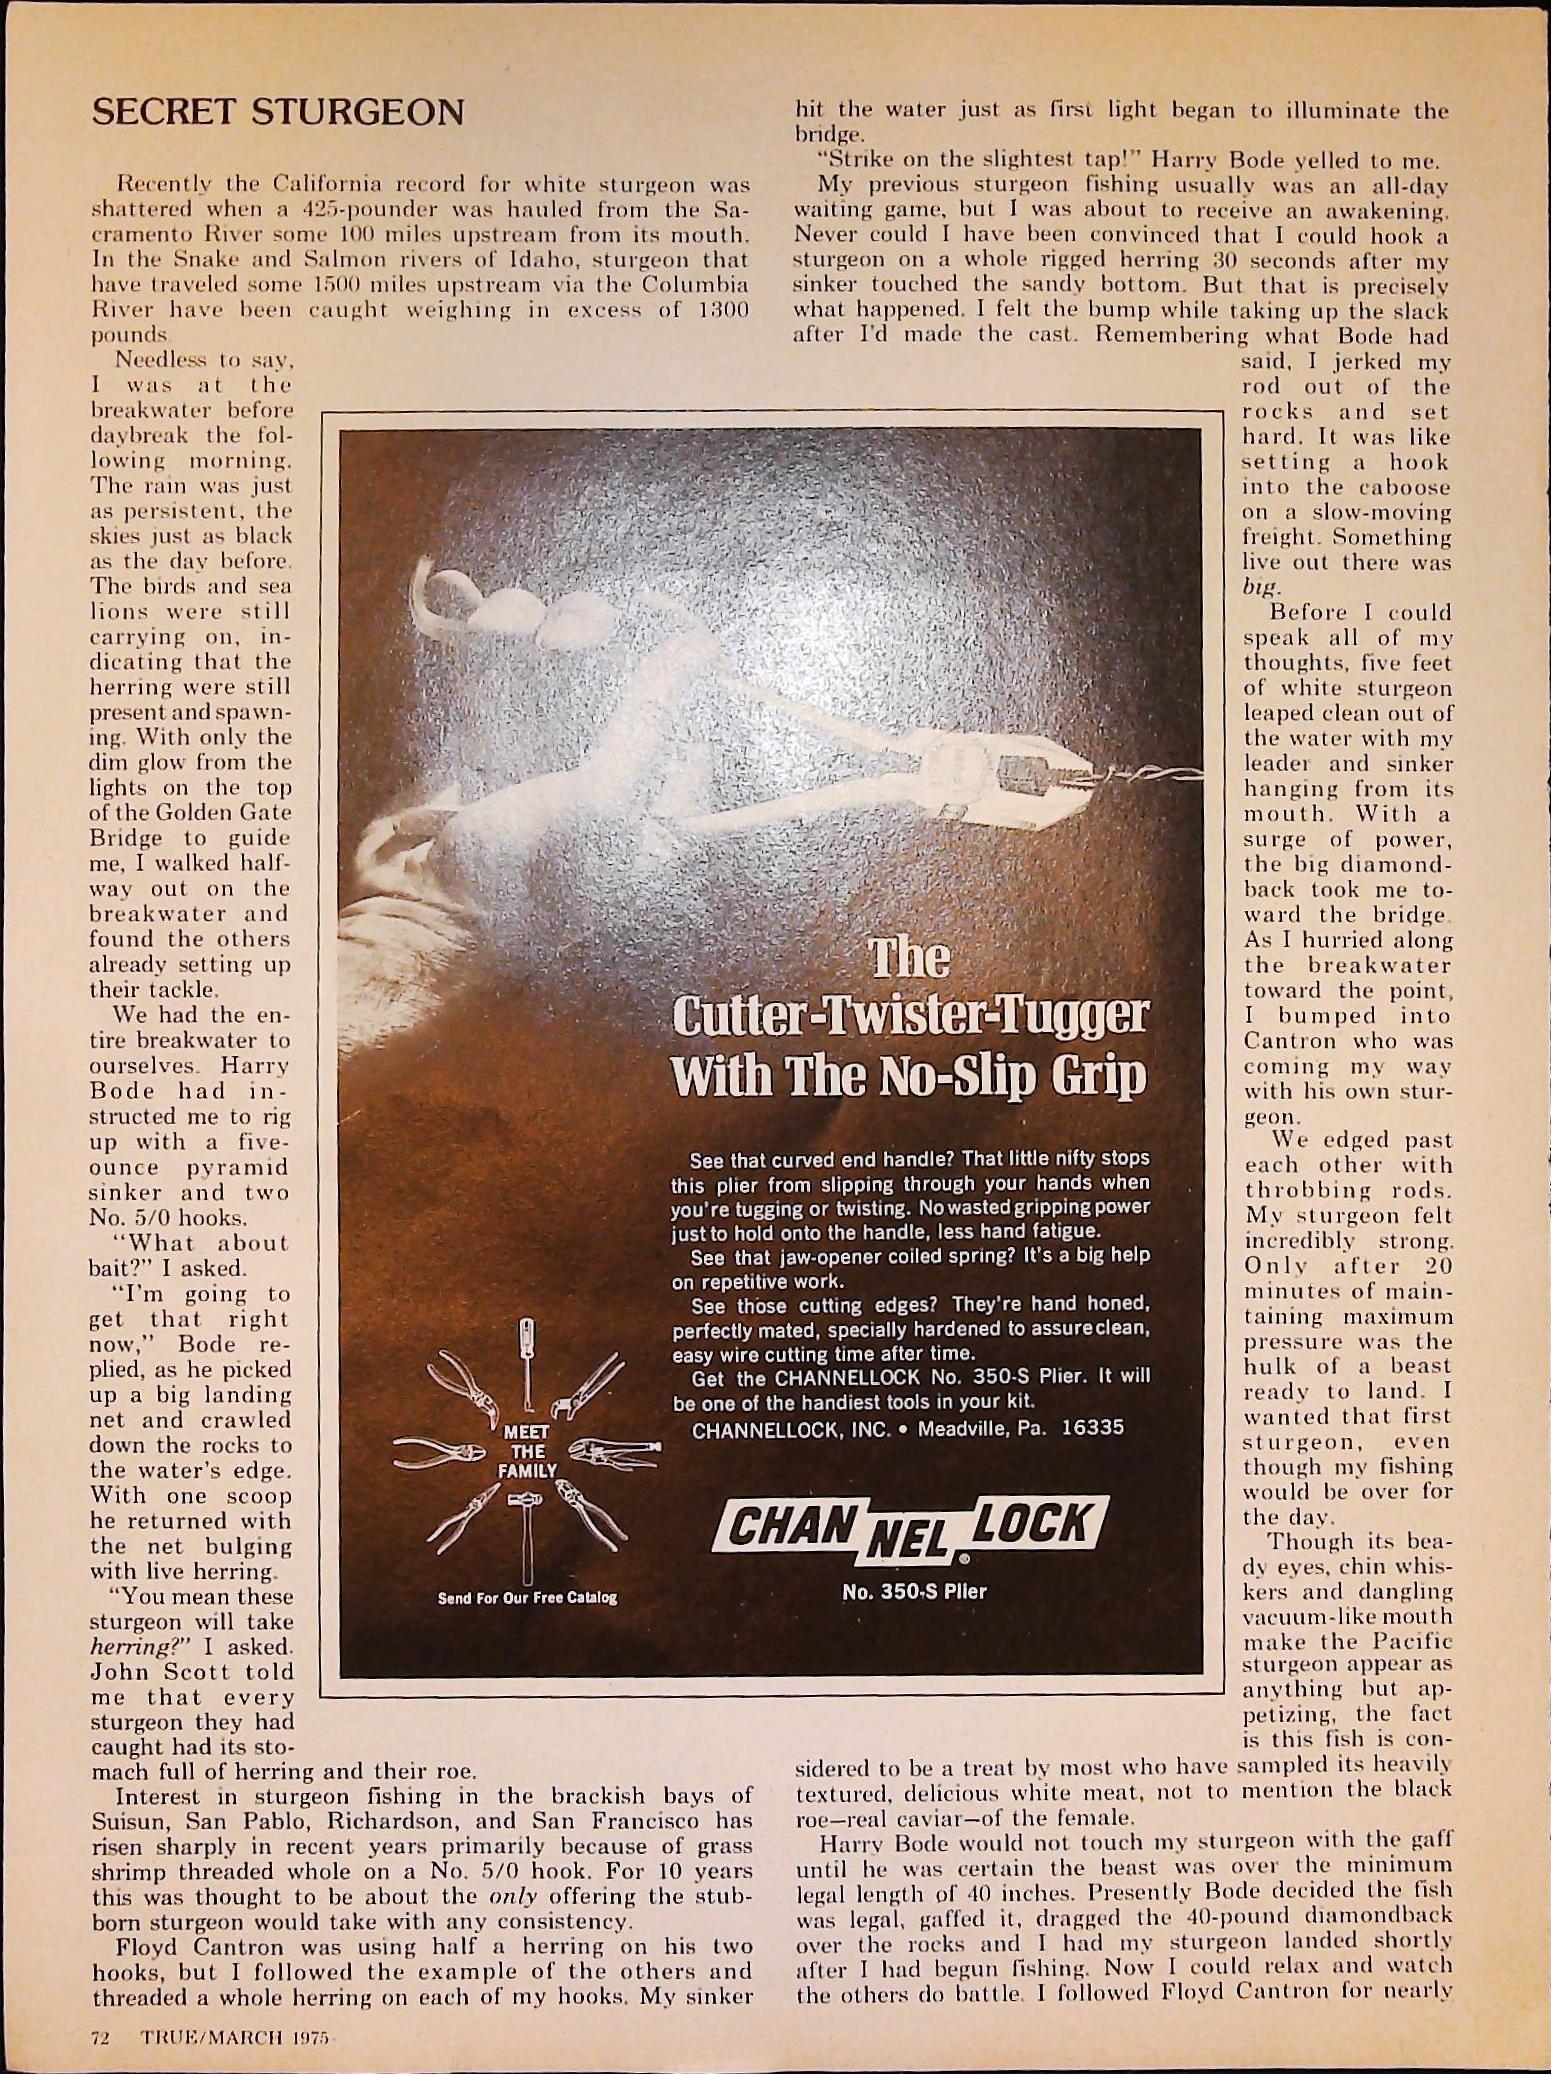 SECRET STURGEON
Recently the California record for white sturgeon was
shattered when a 425-pounder was hauled from the Sa-
cramento River some 100 miles upstream from its mouth.
In the Snake and Salmon rivers of Idaho, sturgeon that
have traveled some 1500 miles upstream via the Columbia
River have been caught weighing in excess of 1300
pounds.
Needless to say,
I was at the
breakwater before
daybreak the fol-
lowing morning.
The rain was just
as persistent, the
skies just as black
as the day before.
The birds and sea
lions were still
carrying on, in-
dicating that the
herring were still
present and spawn-
ing. With only the
dim glow from the
lights on the top
of the Golden Gate
Bridge to guide
me, I walked half-
way out on the
breakwater and
found the others
already setting up
their tackle.
We had the en-
tire breakwater to
ourselves. Harry
Bode had in-
structed me to rig
up with a five-
ounce pyramid
sinker and two
No. 5/0 hooks.
"What about
bait?" I asked.
"I'm going to
get that right
now," Bode re-
plied, as he picked
up a big landing
net and crawled
down the rocks to
the water's edge.
With one scoop
he returned with
the net bulging
with live herring.
"You mean these
sturgeon will take
herring?" I asked.
John Scott told
me that every
sturgeon they had
caught had its sto-
mach full of herring and their roe.
Interest in sturgeon fishing in the brackish bays of
Suisun, San Pablo, Richardson, and San Francisco has
risen sharply in recent years primarily because of grass
shrimp threaded whole on a No. 5/0 hook. For 10 years
this was thought to be about the only offering the stub-
born sturgeon would take with any consistency.
Floyd Cantron was using half a herring on his two
hooks, but I followed the example of the others and
threaded a whole herring on each of my hooks. My sinker
hit the water just as first light began to illuminate the
bridge.
"Strike on the slightest tap!" Harry Bode yelled to me.
My previous sturgeon fishing usually was an all-day
waiting game, but I was about to receive an awakening.
Never could I have been convinced that I could hook a
sturgeon on a whole rigged herring 30 seconds after my
sinker touched the sandy bottom. But that is precisely
what happened. I felt the bump while taking up the slack
after I'd made the cast. Remembering what Bode had
said, I jerked my
rod out of the
rocks and set
hard. It was like
setting a hook
into the caboose
on a slow-moving
freight. Something
live out there was
big.
Before I could
speak all of my
thoughts, five feet
of white sturgeon
leaped clean out of
the water with my
leader and sinker
hanging from its
mouth. With a
surge of power,
the big diamond-
back took me to-
ward the bridge.
As I hurried along
the breakwater
toward the point,
I bumped into
Cantron who was
coming my way
with his own stur-
geon.
We edged past
each other with
throbbing rods.
My sturgeon felt
incredibly strong.
Only after 20
minutes of main-
taining maximum
pressure was the
hulk of a beast
ready to land. I
wanted that first
sturgeon, even
though my fishing
would be over for
the day.
Though its bea-
dy eyes, chin whis-
kers and dangling
vacuum-like mouth
make the Pacific
sturgeon appear as
anything but ap-
petizing, the fact
is this fish is con-
sidered to be a treat by most who have sampled its heavily
textured, delicious white meat, not to mention the black
roe—real caviar—of the female.
Harry Bode would not touch my sturgeon with the gaff
until he was certain the beast was over the minimum
legal length of 40 inches. Presently Bode decided the fish
was legal, gaffed it, dragged the 40-pound diamondback
over the rocks and I had my sturgeon landed shortly
after I had begun fishing. Now I could relax and watch
the others do battle. I followed Floyd Cantron for nearly
The
Cutter-Twister-Tugger
With The No-Slip Grip
See that curved end handle? That little nifty stops
this plier from slipping through your hands when
you're tugging or twisting. No wasted gripping power
just to hold onto the handle, less hand fatigue.
See that jaw-opener coiled spring? It's a big help
on repetitive work.
See those cutting edges? They're hand honed,
perfectly mated, specially hardened to assure clean,
easy wire cutting time after time.
Get the CHANNELLOCK No. 350-S Plier. It will
be one of the handiest tools in your kit.
CHANNELLOCK, INC. • Meadville, Pa. 16335
MEET
THE
FAMILY
Send For Our Free Catalog
CHANNELLOCK®
No. 350-S Plier
72 TRUE/MARCH 1975